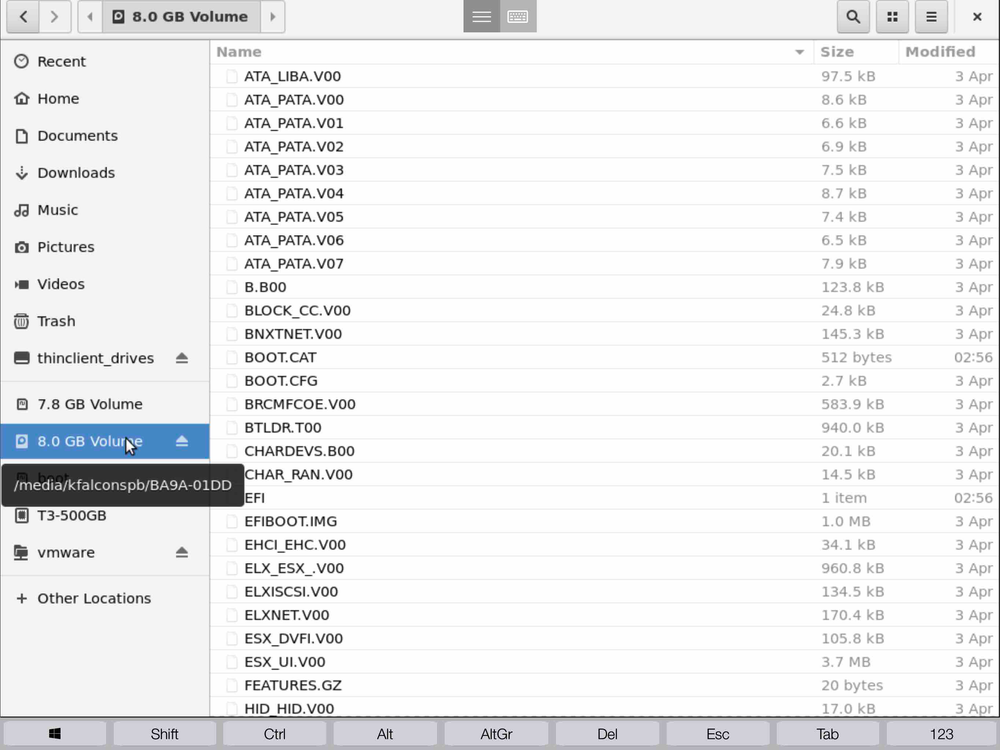 8.0 GB Volume
Recent
Home
Documents
Downloads
Music
Pictures
Videos
Trash
thinclient_drives
7.8 GB Volume
8.0 GB Volume
/media/kfalconspb/BA9A-01DD
T3-500GB
vmware
+ Other Locations
Name Size Modified
ATA_LIBA.V00 97.5 kB 3 Apr
ATA_PATA.V00 8.6 kB 3 Apr
ATA_PATA.V01 6.6 kB 3 Apr
ATA_PATA.V02 6.9 kB 3 Apr
ATA_PATA.V03 7.5 kB 3 Apr
ATA_PATA.V04 8.7 kB 3 Apr
ATA_PATA.V05 7.4 kB 3 Apr
ATA_PATA.V06 6.5 kB 3 Apr
ATA_PATA.V07 7.9 kB 3 Apr
B.B00 123.8 kB 3 Apr
BLOCK_CC.V00 24.8 kB 3 Apr
BNXTNET.V00 145.3 kB 3 Apr
BOOT.CAT 512 bytes 02:56
BOOT.CFG 2.7 kB 3 Apr
BRCMFCOE.V00 583.9 kB 3 Apr
BTLDR.T00 940.0 kB 3 Apr
CHARDEVS.B00 20.1 kB 3 Apr
CHAR_RAN.V00 14.5 kB 3 Apr
EFI 1 item 02:56
EFIBOOT.IMG 1.0 MB 3 Apr
EHCI_EHC.V00 34.1 kB 3 Apr
ELX_ESX_.V00 960.8 kB 3 Apr
ELXISCSI.V00 134.5 kB 3 Apr
ELXNET.V00 170.4 kB 3 Apr
ESX_DVFI.V00 105.8 kB 3 Apr
ESX_UI.V00 3.7 MB 3 Apr
FEATURES.GZ 20 bytes 3 Apr
HID_HID.V00 17.0 kB 3 Apr
Shift Ctrl Alt AltGr Del Esc Tab 123